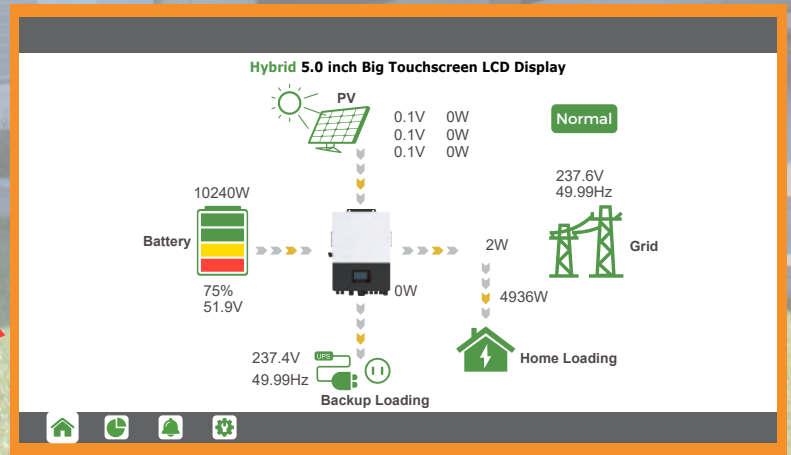 Hybrid 5.0 inch Big Touchscreen LCD Display
PV
0.1V 0W
0.1V 0W
0.1V 0W
Normal
237.6V
49.99Hz
10240W
Battery
2W
Grid
75%
51.9V
0W
4936W
237.4V
UPS
49.99Hz
Home Loading
Backup Loading